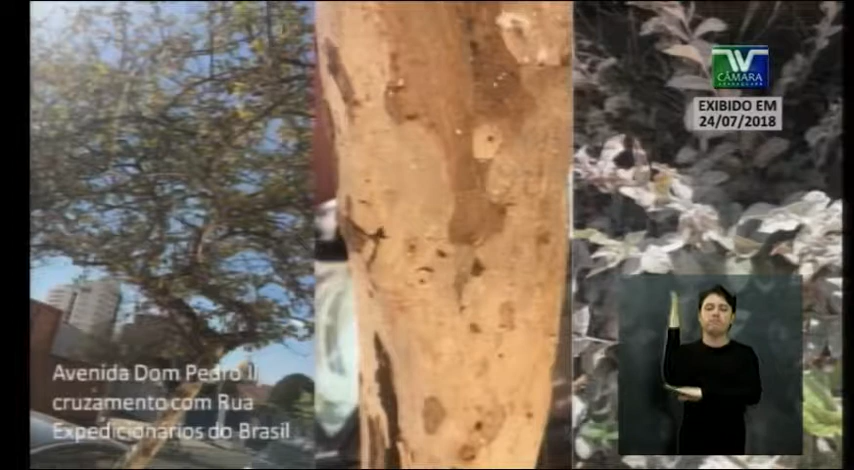 TV
CÂMARA
EXIBIDO EM
24/07/2018
Avenida Dom Pedro II
cruzamento com Rua
Expedicionários do Brasil